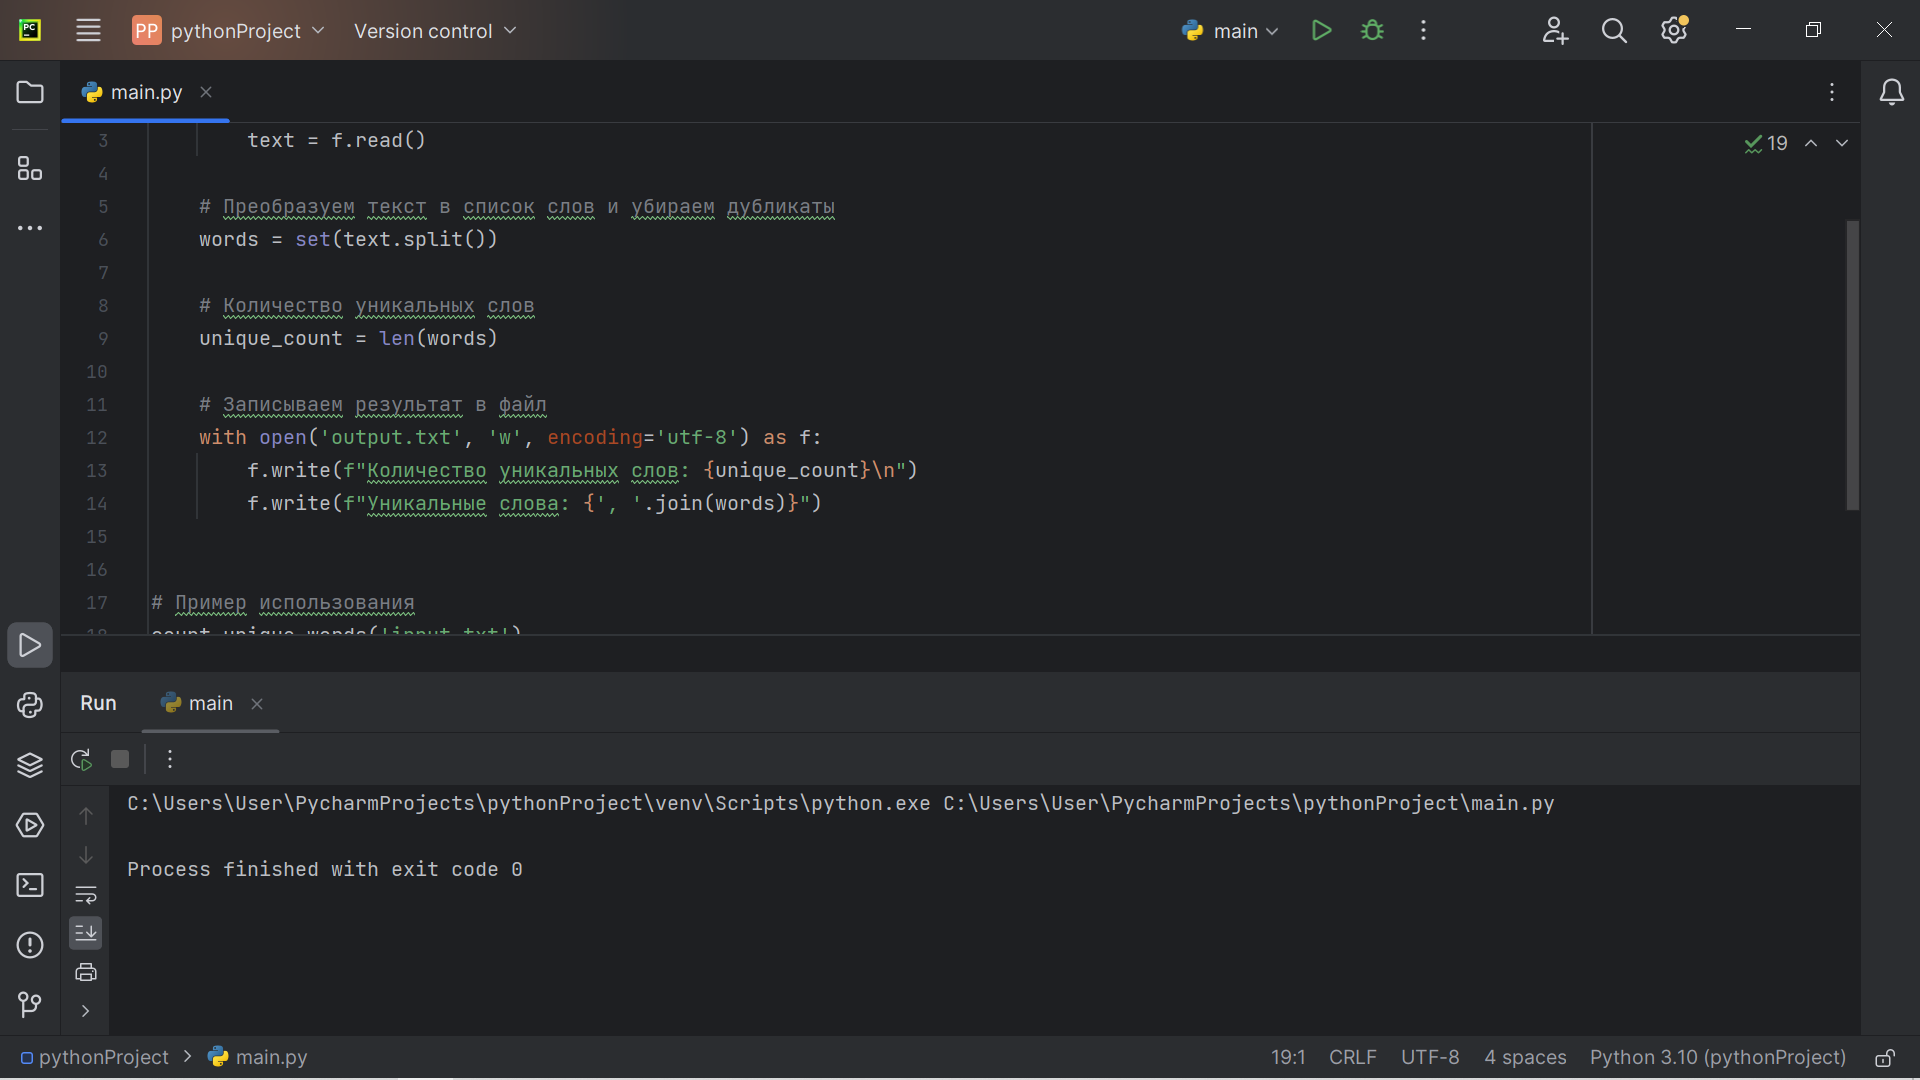 PC
PP pythonProject Version control main
main.py
19
3 text = f.read()
4
5 # Преобразуем текст в список слов и убираем дубликаты
6 words = set(text.split())
7
8 # Количество уникальных слов
9 unique_count = len(words)
10
11 # Записываем результат в файл
12 with open('output.txt', 'w', encoding='utf-8') as f:
13 f.write(f"Количество уникальных слов: {unique_count}\n")
14 f.write(f"Уникальные слова: {', '.join(words)}")
15
16
17 # Пример использования
18 count_unique_words('input.txt')
Run main
C:\Users\User\PycharmProjects\pythonProject\venv\Scripts\python.exe C:\Users\User\PycharmProjects\pythonProject\main.py
Process finished with exit code 0
pythonProject > main.py 19:1 CRLF UTF-8 4 spaces Python 3.10 (pythonProject)